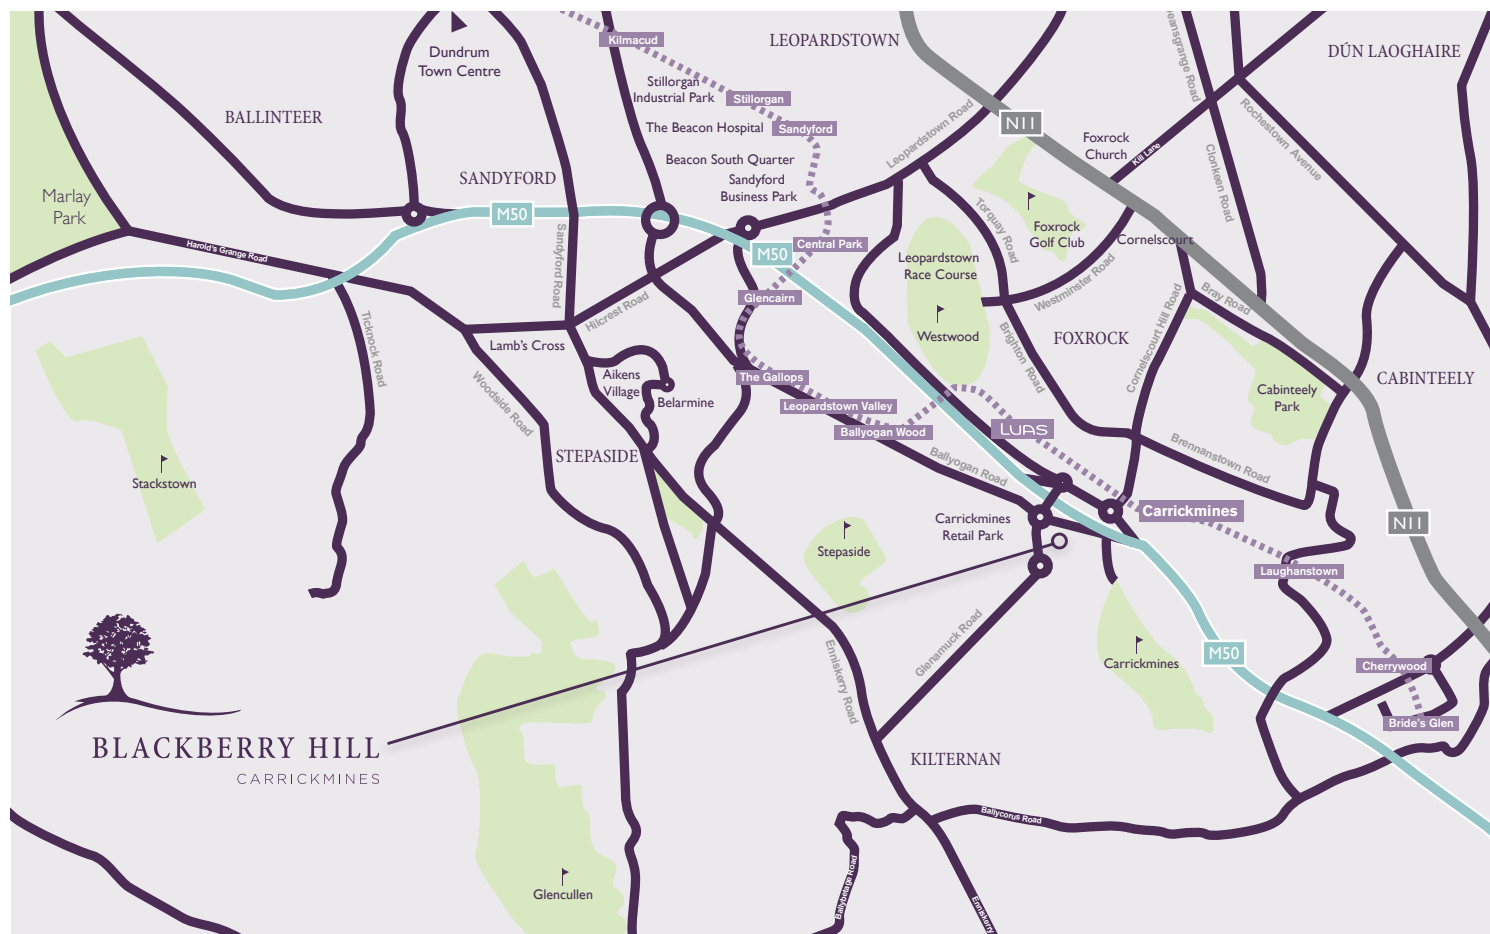 Kilmacud
LEOPARDSTOWN
DÚN LAOGHAIRE
Dundrum
Town Centre
Stillorgan
Industrial Park
Stillorgan
BALLINTEER
The Beacon Hospital
Sandyford
Leopardstown Road
N11
Foxrock
Church
Kill Lane
Clonkeen Road
Rochestown Avenue
Beacon South Quarter
SANDYFORD
Sandyford
Business Park
Marlay
Park
M50
Harold's Grange Road
Sandyford Road
M50
Central Park
Torquay Road
Foxrock
Golf Club
Cornelscourt
Leopardstown
Race Course
Westminster Road
Bray Road
Glencairn
Hilcrest Road
Ticknock Road
Lamb's Cross
Westwood
Brighton Road
FOXROCK
Cornelscourt Hill Road
Aikens
Village
Belarmine
The Gallops
Leopardstown Valley
Ballyogan Wood
LUAS
Cabinteely
Park
CABINTEELY
Woodside Road
STEPASIDE
Ballyogan Road
Brennanstown Road
Stackstown
Carrickmines
Retail Park
Carrickmines
N11
Stepaside
Laughanstown
Glenamuck Road
Enniskerry Road
Carrickmines
M50
Cherrywood
Bride's Glen
BLACKBERRY HILL
CARRICKMINES
KILTERNAN
Ballycorus Road
Glencullen
Ballybetage Road
Enniskerry